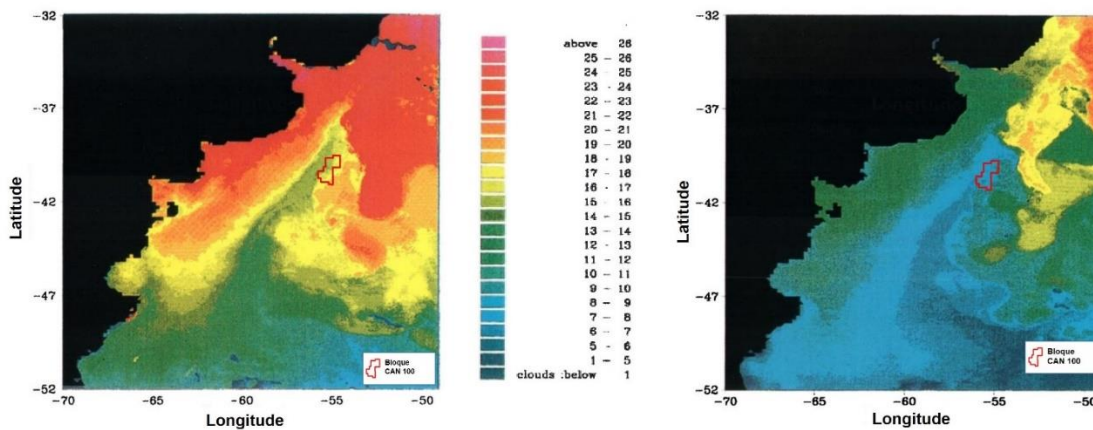 -32
-37
-42
-47
-52
Latitude
-70
-65
-60
-55
-50
Longitude
Bloque
CAN 100
above 26
25 - 26
24 - 25
23 - 24
22 - 23
21 - 22
20 - 21
19 - 20
18 - 19
17 - 18
16 - 17
15 - 16
14 - 15
13 - 14
12 - 13
11 - 12
10 - 11
9 - 10
8 - 9
7 - 8
6 - 7
5 - 6
1 - 5
clouds :below 1
-32
-37
-42
-47
-52
Latitude
-70
-65
-60
-55
-50
Longitude
Bloque
CAN 100